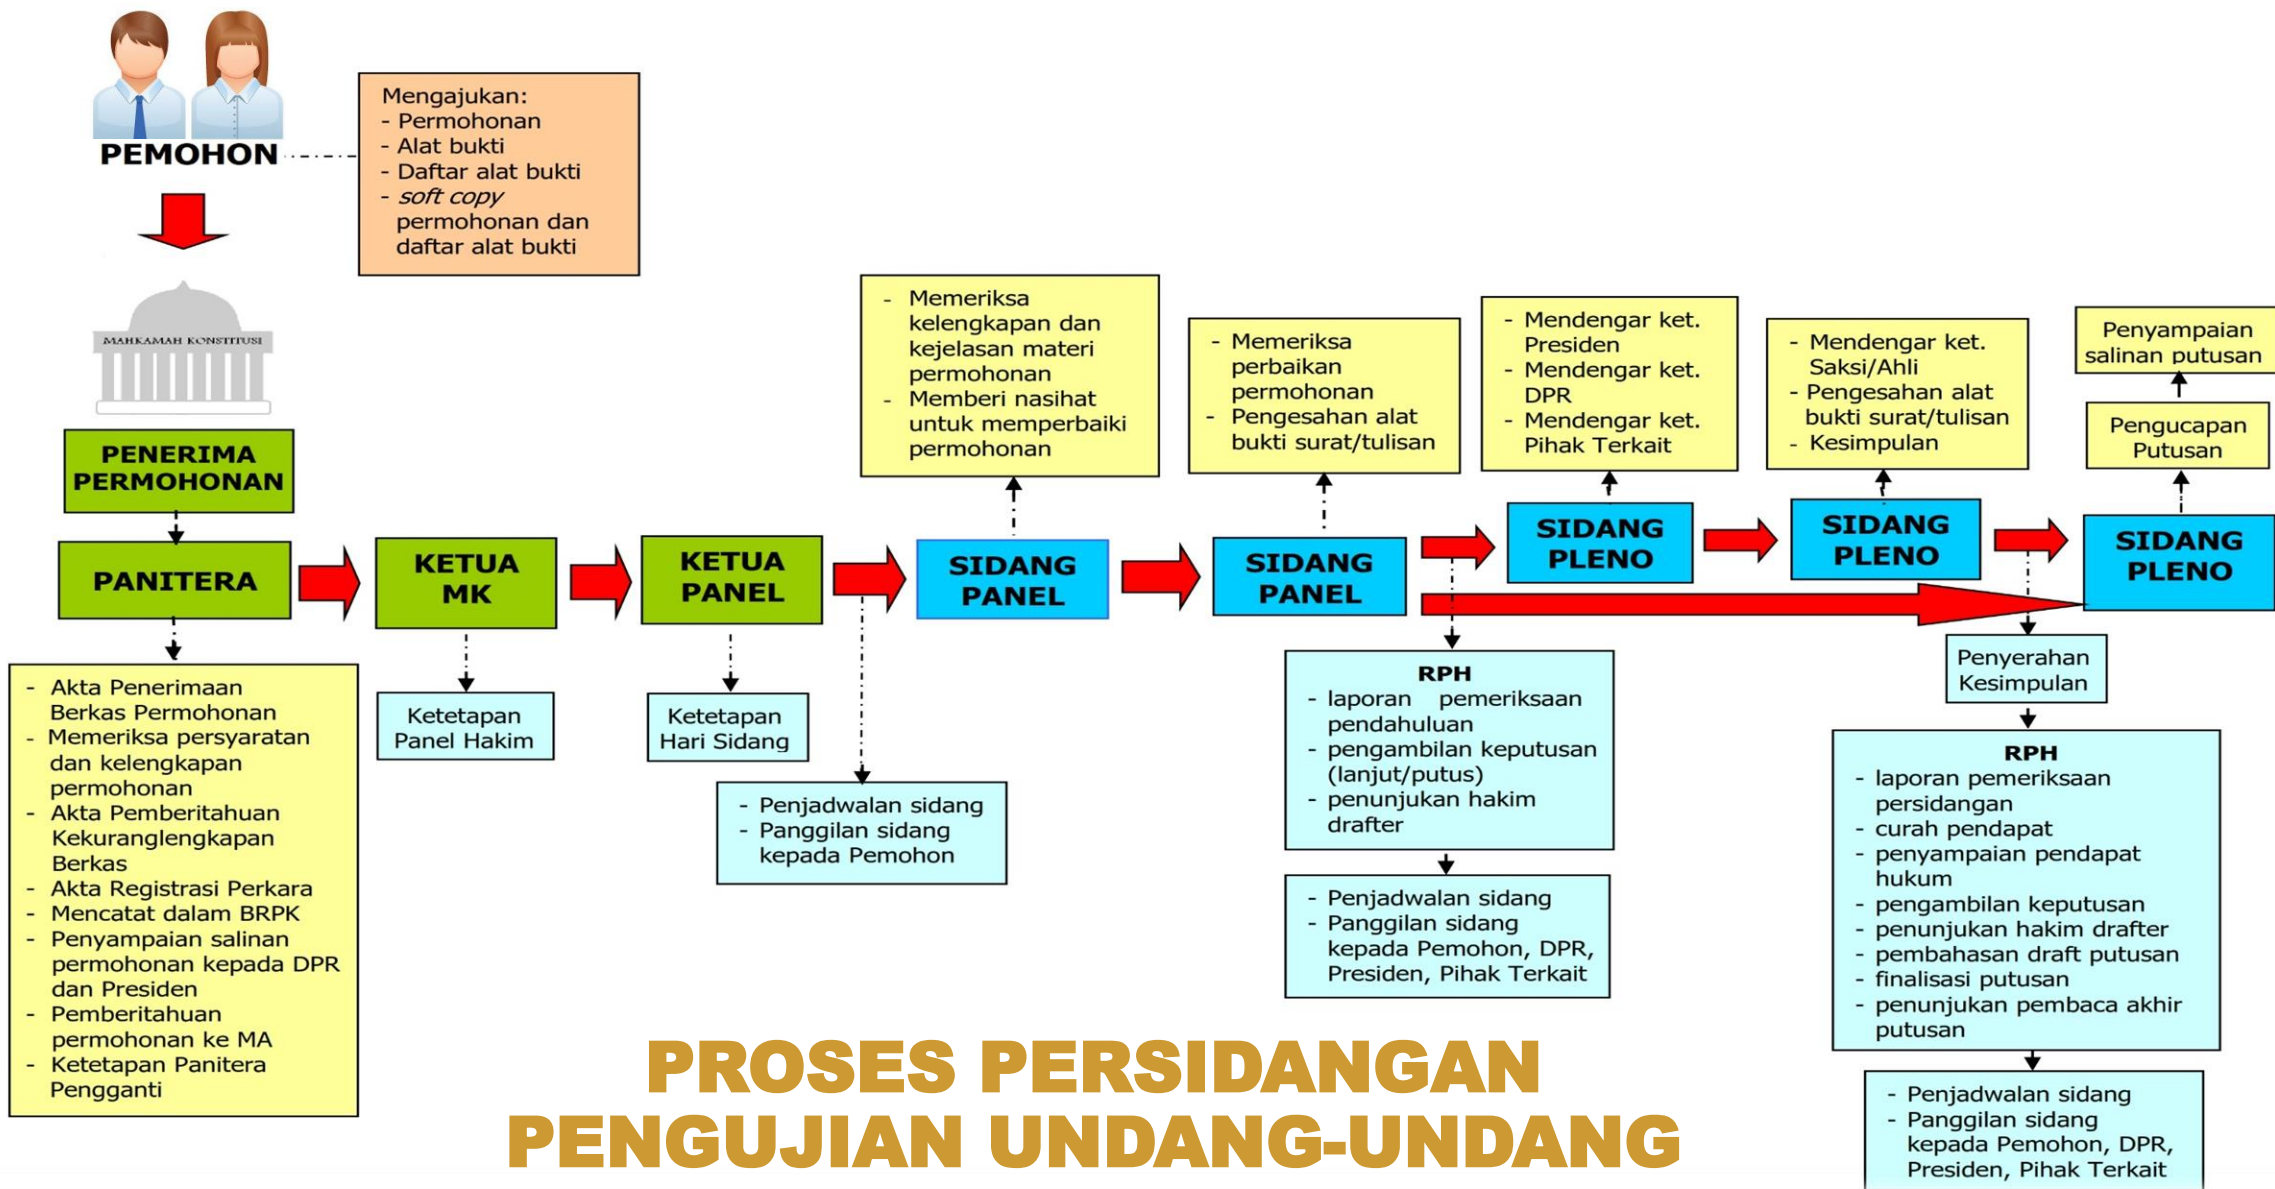 PEMOHON
Mengajukan:
- Permohonan
- Alat bukti
- Daftar alat bukti
- soft copy
permohonan dan
daftar alat bukti
MAHKAMAH KONSTITUSI
PENERIMA
PERMOHONAN
PANITERA
- Akta Penerimaan
Berkas Permohonan
- Memeriksa persyaratan
dan kelengkapan
permohonan
- Akta Pemberitahuan
Kekuranglengkapan
Berkas
- Akta Registrasi Perkara
- Mencatat dalam BRPK
- Penyampaian salinan
permohonan kepada DPR
dan Presiden
- Pemberitahuan
permohonan ke MA
- Ketetapan Panitera
Pengganti
KETUA
MK
Ketetapan
Panel Hakim
KETUA
PANEL
Ketetapan
Hari Sidang
- Penjadwalan sidang
- Panggilan sidang
kepada Pemohon
- Memeriksa
kelengkapan dan
kejelasan materi
permohonan
- Memberi nasihat
untuk memperbaiki
permohonan
SIDANG
PANEL
- Memeriksa
perbaikan
permohonan
- Pengesahan alat
bukti surat/tulisan
SIDANG
PANEL
RPH
- laporan pemeriksaan
pendahuluan
- pengambilan keputusan
(lanjut/putus)
- penunjukan hakim
drafter
- Penjadwalan sidang
- Panggilan sidang
kepada Pemohon, DPR,
Presiden, Pihak Terkait
- Mendengar ket.
Presiden
- Mendengar ket.
DPR
- Mendengar ket.
Pihak Terkait
SIDANG
PLENO
- Mendengar ket.
Saksi/Ahli
- Pengesahan alat
bukti surat/tulisan
- Kesimpulan
SIDANG
PLENO
Penyerahan
Kesimpulan
RPH
- laporan pemeriksaan
persidangan
- curah pendapat
- penyampaian pendapat
hukum
- pengambilan keputusan
- penunjukan hakim drafter
- pembahasan draft putusan
- finalisasi putusan
- penunjukan pembaca akhir
putusan
- Penjadwalan sidang
- Panggilan sidang
kepada Pemohon, DPR,
Presiden, Pihak Terkait
Penyampaian
salinan putusan
Pengucapan
Putusan
SIDANG
PLENO
PROSES PERSIDANGAN
PENGUJIAN UNDANG-UNDANG